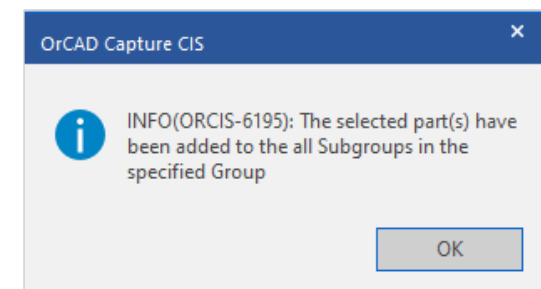 OrCAD Capture CIS
INFO(ORCIS-6195): The selected part(s) have
been added to the all Subgroups in the
specified Group
OK